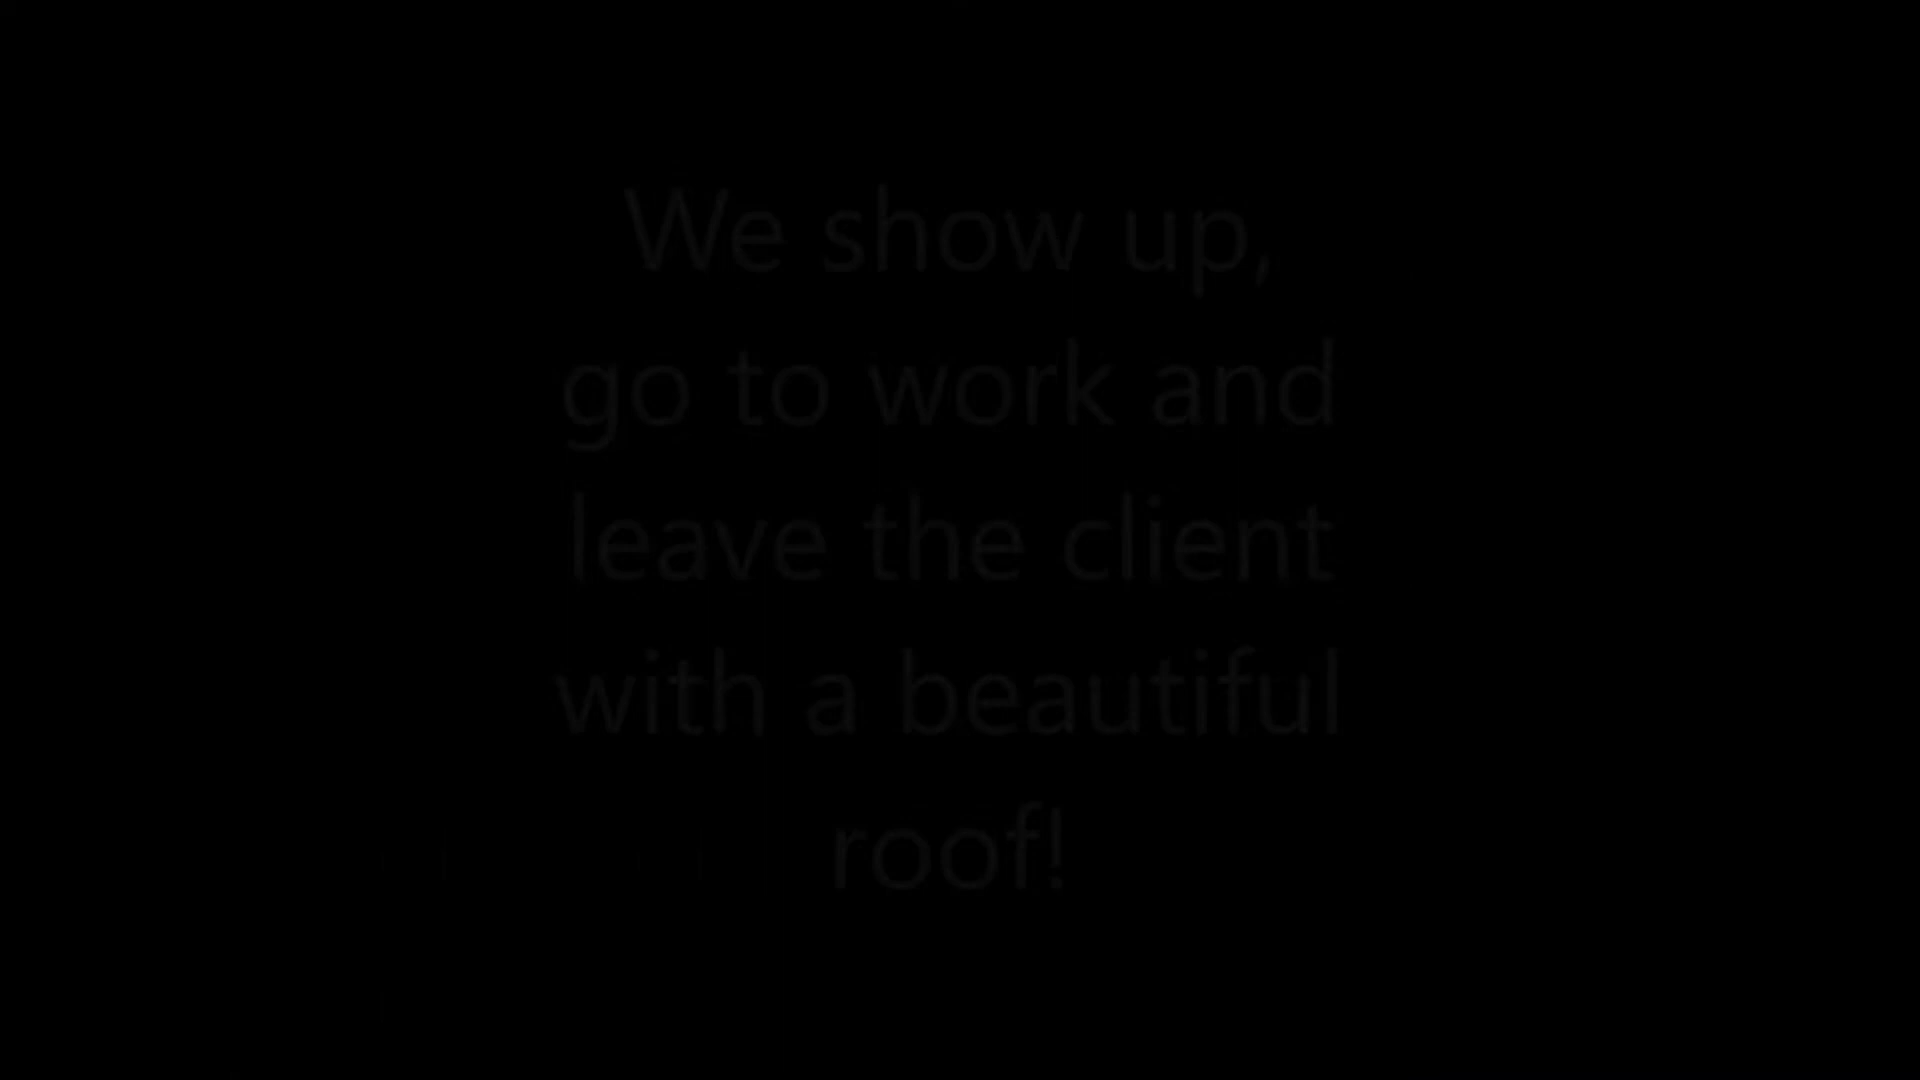 We show up,
go to work and
leave the client
with a beautiful
roof!